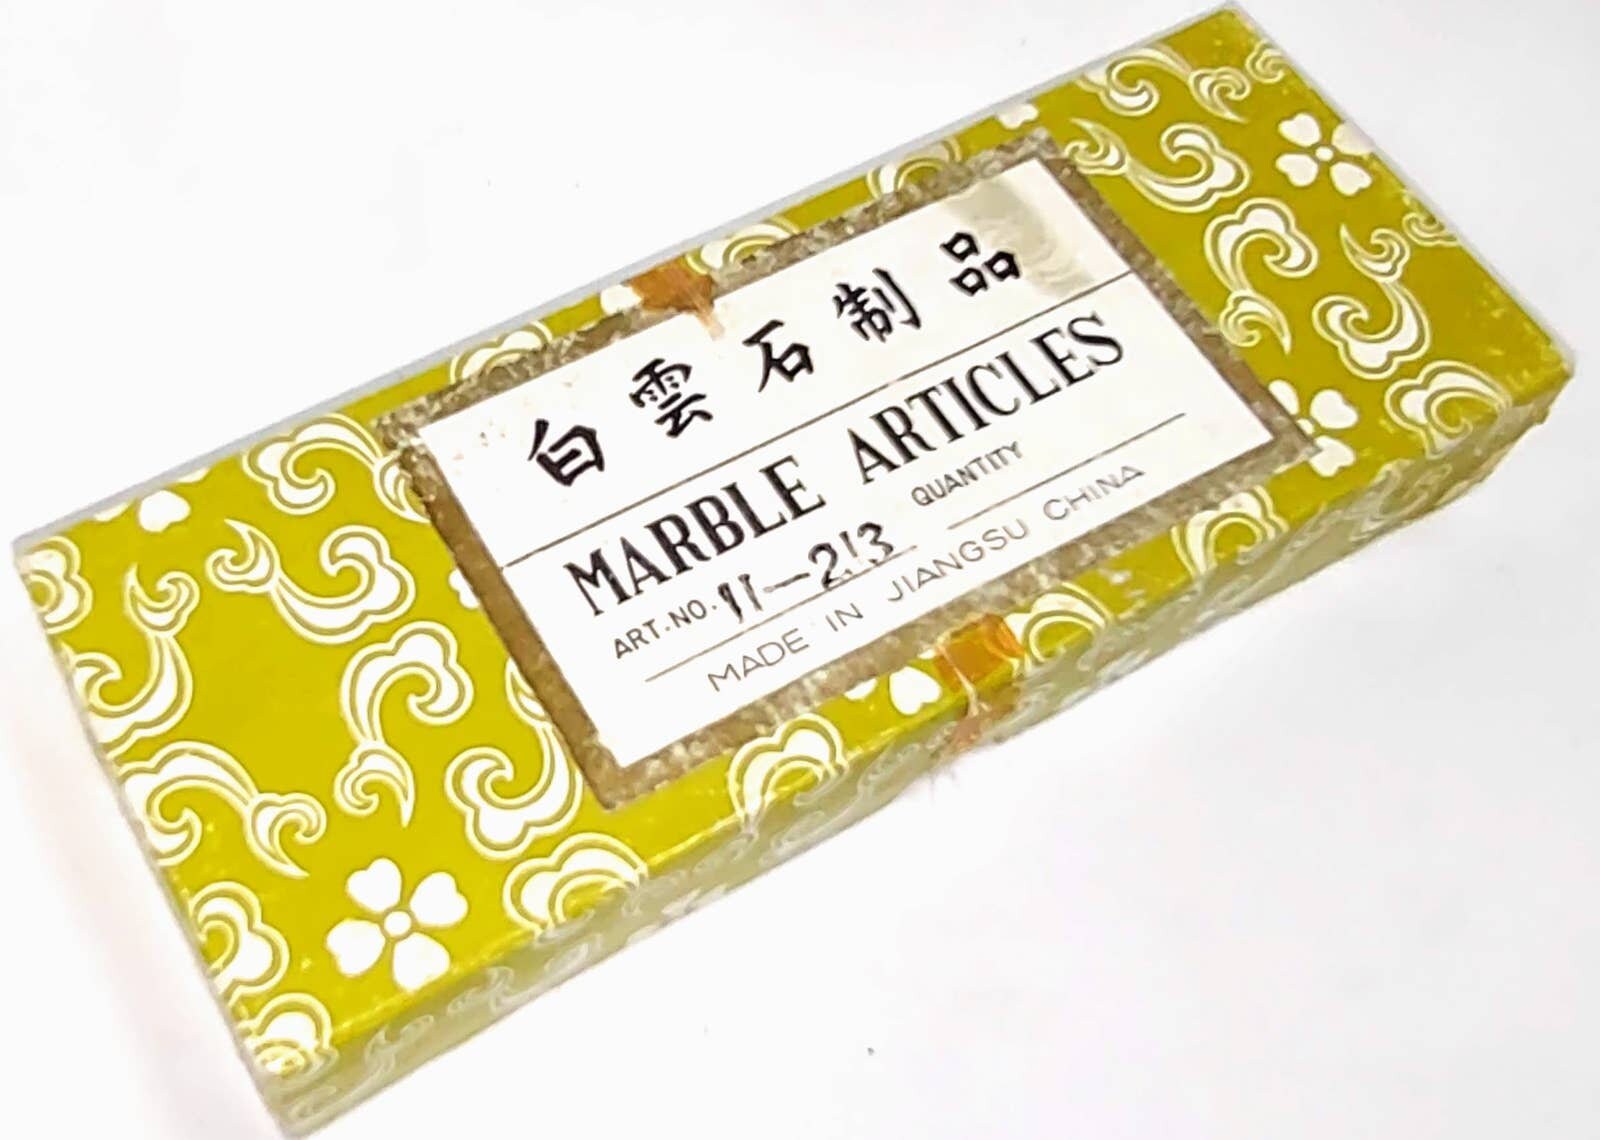 白雲石制品
MARBLE ARTICLES
ART.NO. 11-213 QUANTITY
MADE IN JIANGSU CHINA